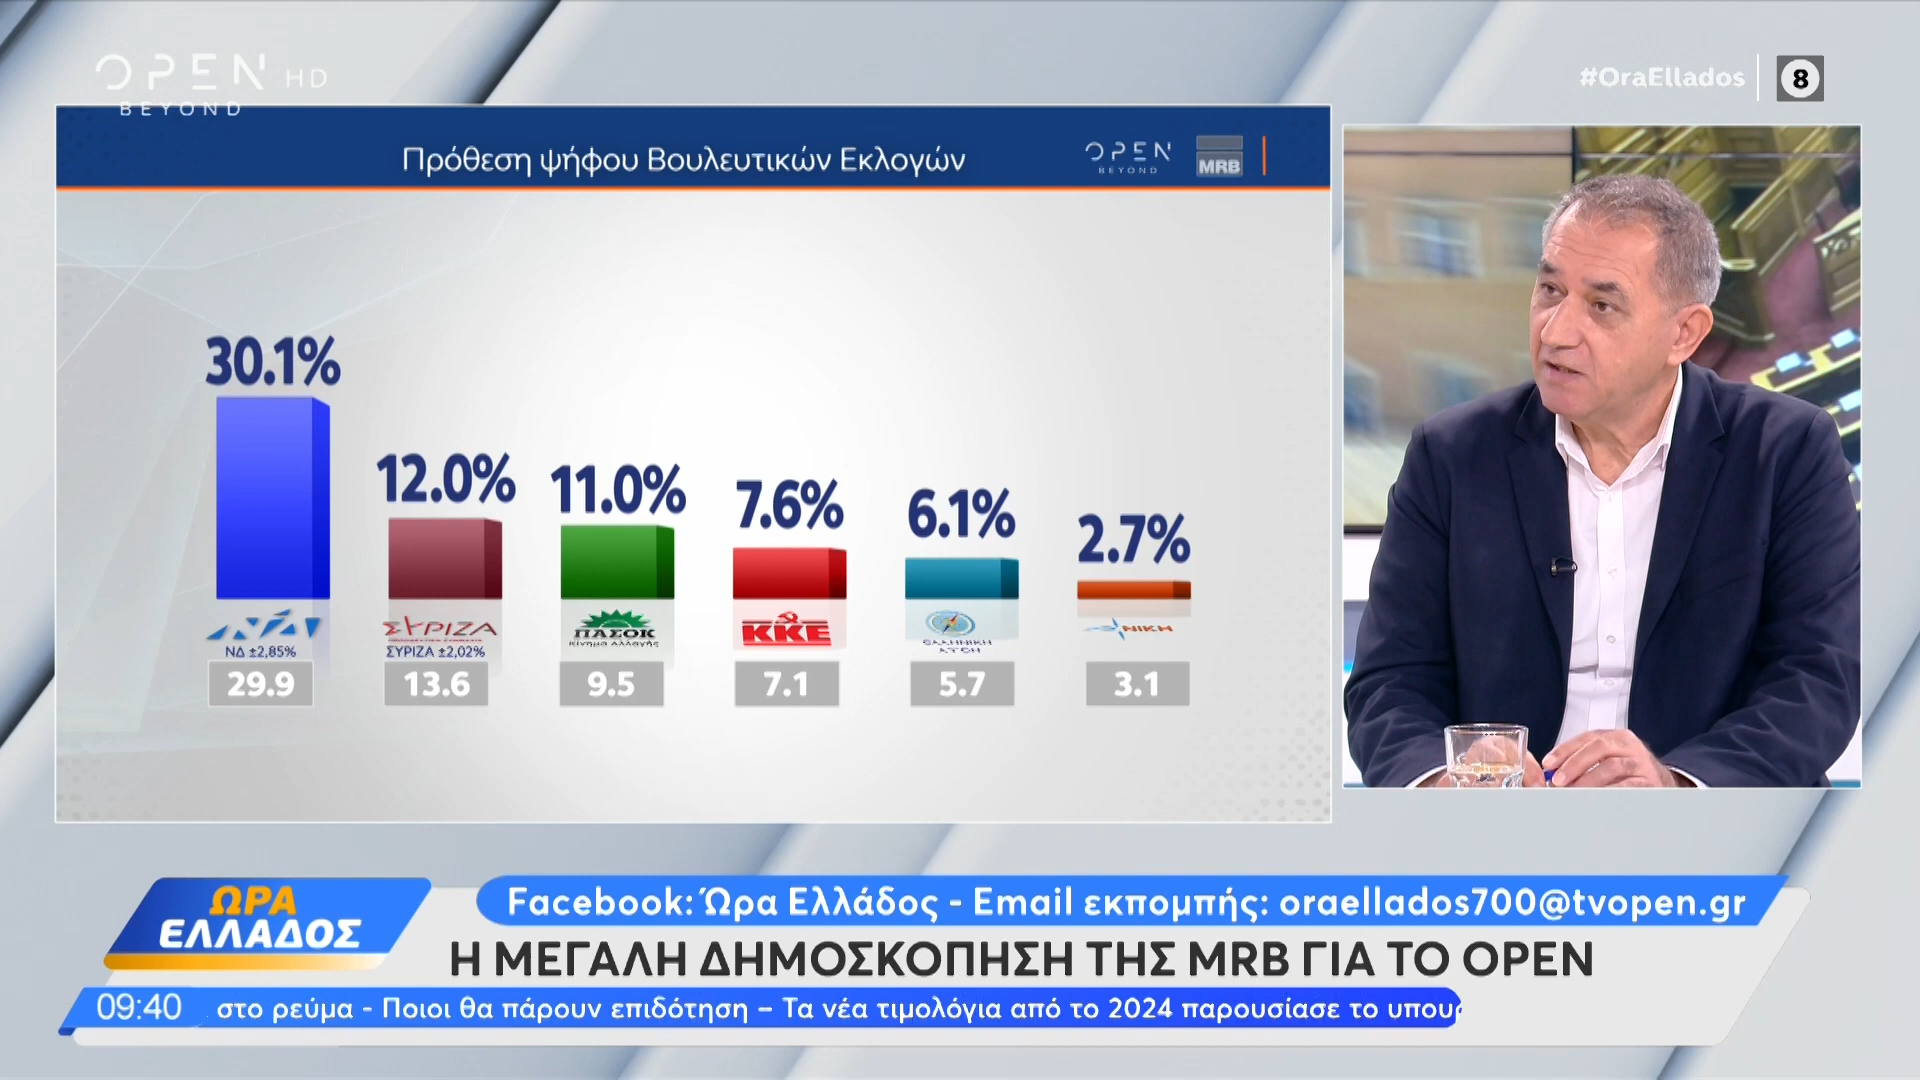 OPEN HD
BEYOND
#OraEllados
8
Πρόθεση ψήφου Βουλευτικών Εκλογών
OPEN
BEYOND
MRB
30.1%
12.0%
11.0%
7.6%
6.1%
2.7%
ΣΥΡΙΖΑ
ΠΑΣΟΚ
Κίνημα Αλλαγής
ΚΚΕ
ΕΛΛΗΝΙΚΗ
ΝΙΚΗ
ΝΔ ±2,85%
ΣΥΡΙΖΑ ±2,02%
29.9
13.6
9.5
7.1
5.7
3.1
ΩΡΑ
ΕΛΛΑΔΟΣ
Facebook: Ώρα Ελλάδος - Email εκπομπής: oraellados700@tvopen.gr
Η ΜΕΓΑΛΗ ΔΗΜΟΣΚΟΠΗΣΗ ΤΗΣ MRB ΓΙΑ ΤΟ OPEN
09:40
στο ρεύμα - Ποιοι θα πάρουν επιδότηση – Τα νέα τιμολόγια από το 2024 παρουσίασε το υπου